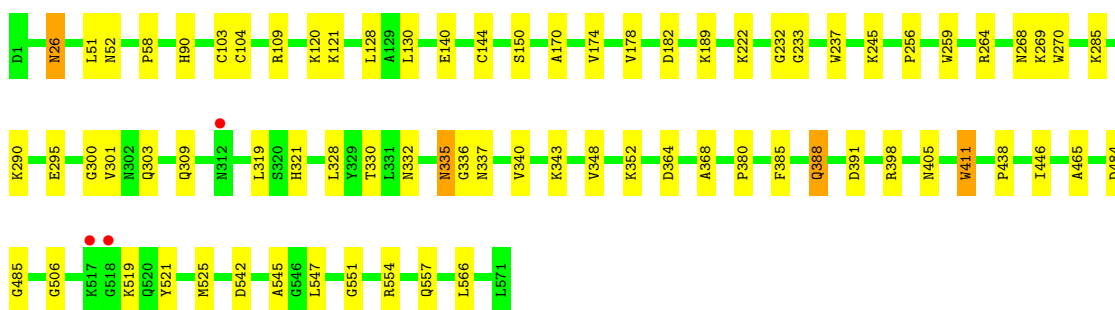 D1 N26 L51 N52 P58 H90 C103 C104 R109 K120 K121 L128 A129 L130 E140 C144 S150 A170 V174 V178 D182 K189 K222 G232 G233 W237 K245 P256 W259 R264 N268 K269 W270 K285
K290 E295 G300 V301 N302 Q303 Q309 N312 L319 S320 H321 L328 Y329 T330 L331 N332 N335 G336 N337 V340 K343 V348 K352 D364 A368 P380 F385 Q388 D391 R398 N405 W411 P438 I446 A465 D484
G485 G506 K517 G518 K519 Q520 Y521 M525 D542 A545 G546 L547 G551 R554 Q557 L566 L571